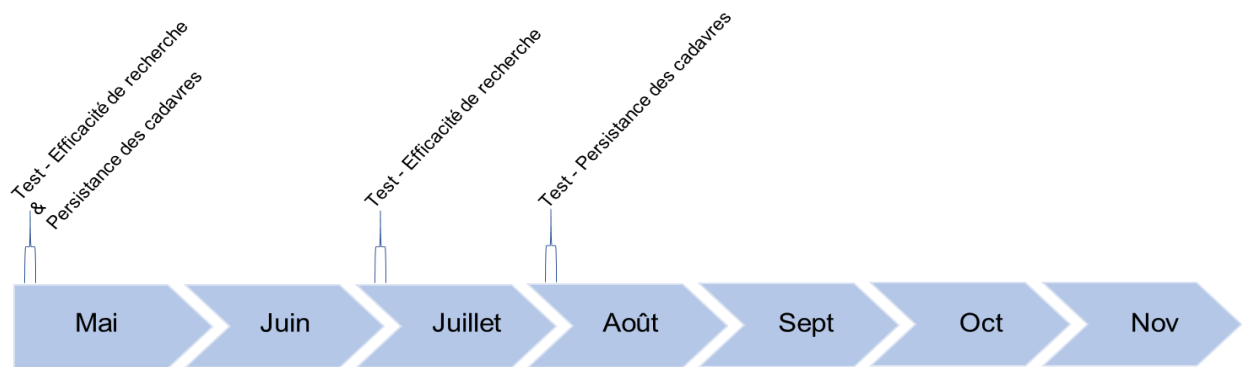 Test - Efficacité de recherche
&
Persistance des cadavres
Test - Efficacité de recherche
Test - Persistance des cadavres
Mai
Juin
Juillet
Août
Sept
Oct
Nov